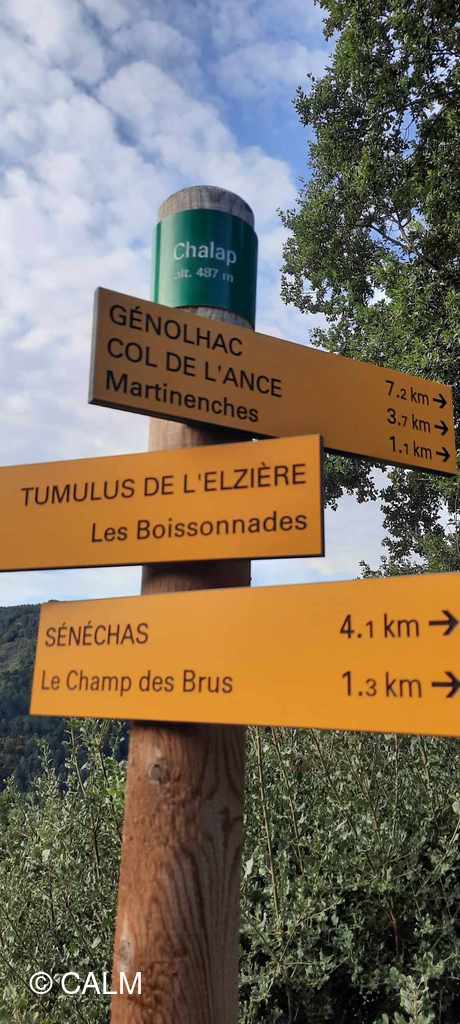 Chalap
alt. 487 m
GÉNOLHAC 7.2 km →
COL DE L'ANCE 3.7 km →
Martinenches 1.1 km →
TUMULUS DE L'ELZIÈRE
Les Boissonnades
SÉNÉCHAS 4.1 km →
Le Champ des Brus 1.3 km →
© CALM